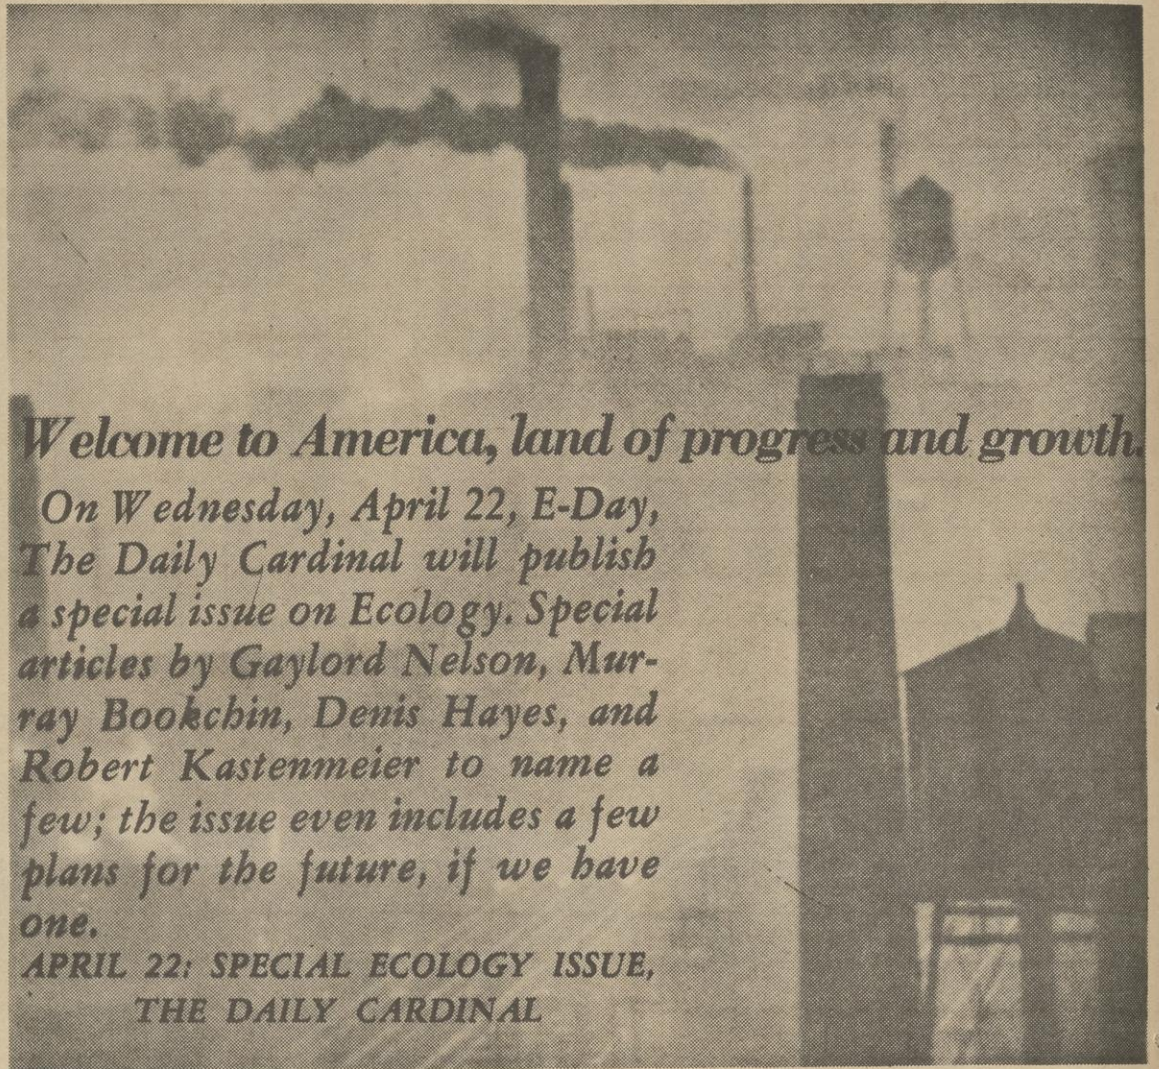 Welcome to America, land of progress and growth.
On Wednesday, April 22, E-Day,
The Daily Cardinal will publish
a special issue on Ecology. Special
articles by Gaylord Nelson, Mur-
ray Bookchin, Denis Hayes, and
Robert Kastenmeier to name a
few; the issue even includes a few
plans for the future, if we have
one.
APRIL 22: SPECIAL ECOLOGY ISSUE,
THE DAILY CARDINAL